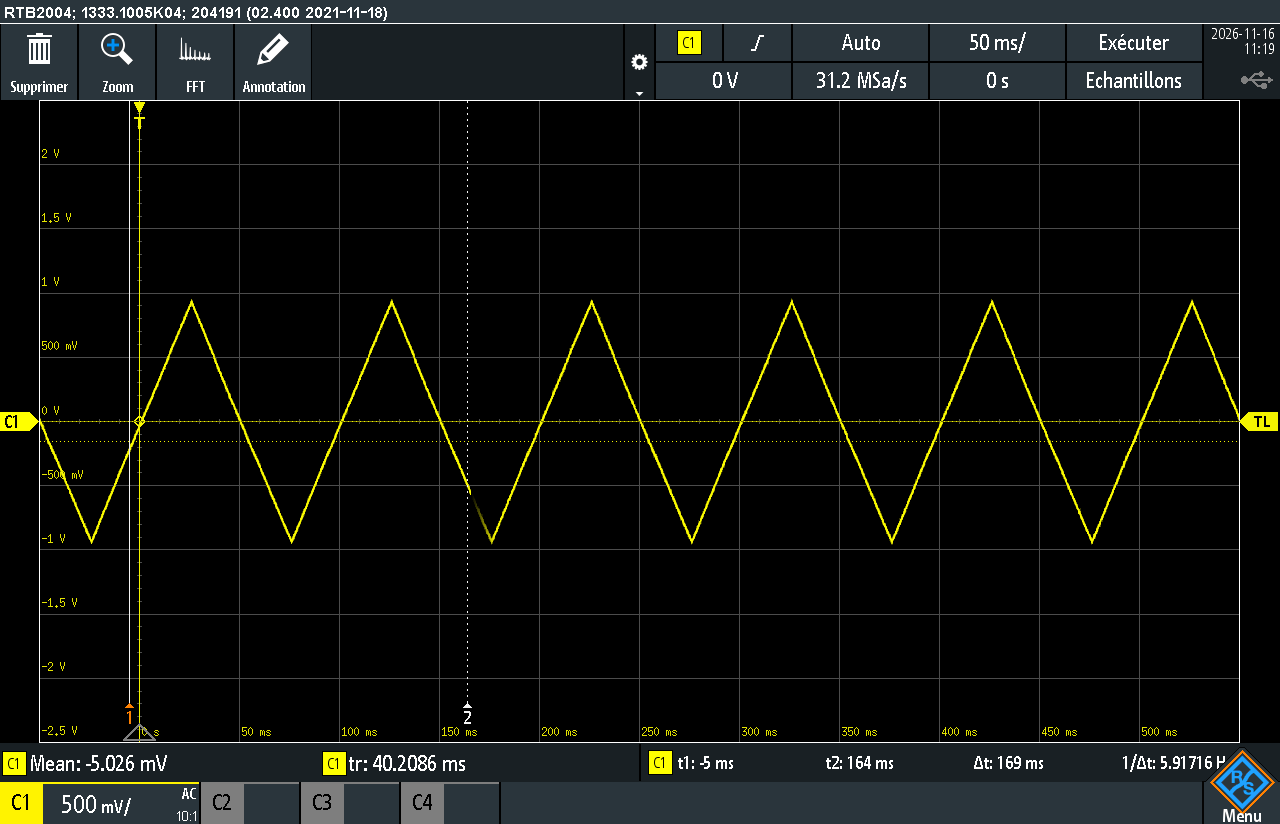 RTB2004; 1333.1005K04; 204191 (02.400 2021-11-18)
Supprimer Zoom FFT Annotation
C1 Auto 50 ms/ Exécuter
0 V 31.2 MSa/s 0 s Echantillons
2026-11-16
11:19
T
2 V
1.5 V
1 V
500 mV
0 V
C1 TL
-500 mV
-1 V
-1.5 V
-2 V
-2.5 V
1 2
0 s 50 ms 100 ms 150 ms 200 ms 250 ms 300 ms 350 ms 400 ms 450 ms 500 ms
C1 Mean: -5.026 mV C1 tr: 40.2086 ms C1 t1: -5 ms t2: 164 ms Δt: 169 ms 1/Δt: 5.91716
C1 500 mV/ AC 10:1 C2 C3 C4
R S
Menu